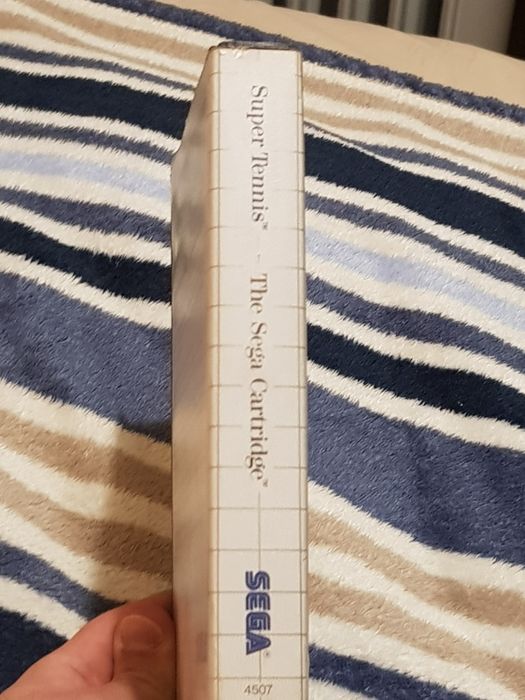 Super Tennis™ - The Sega Cartridge™
SEGA®
4507